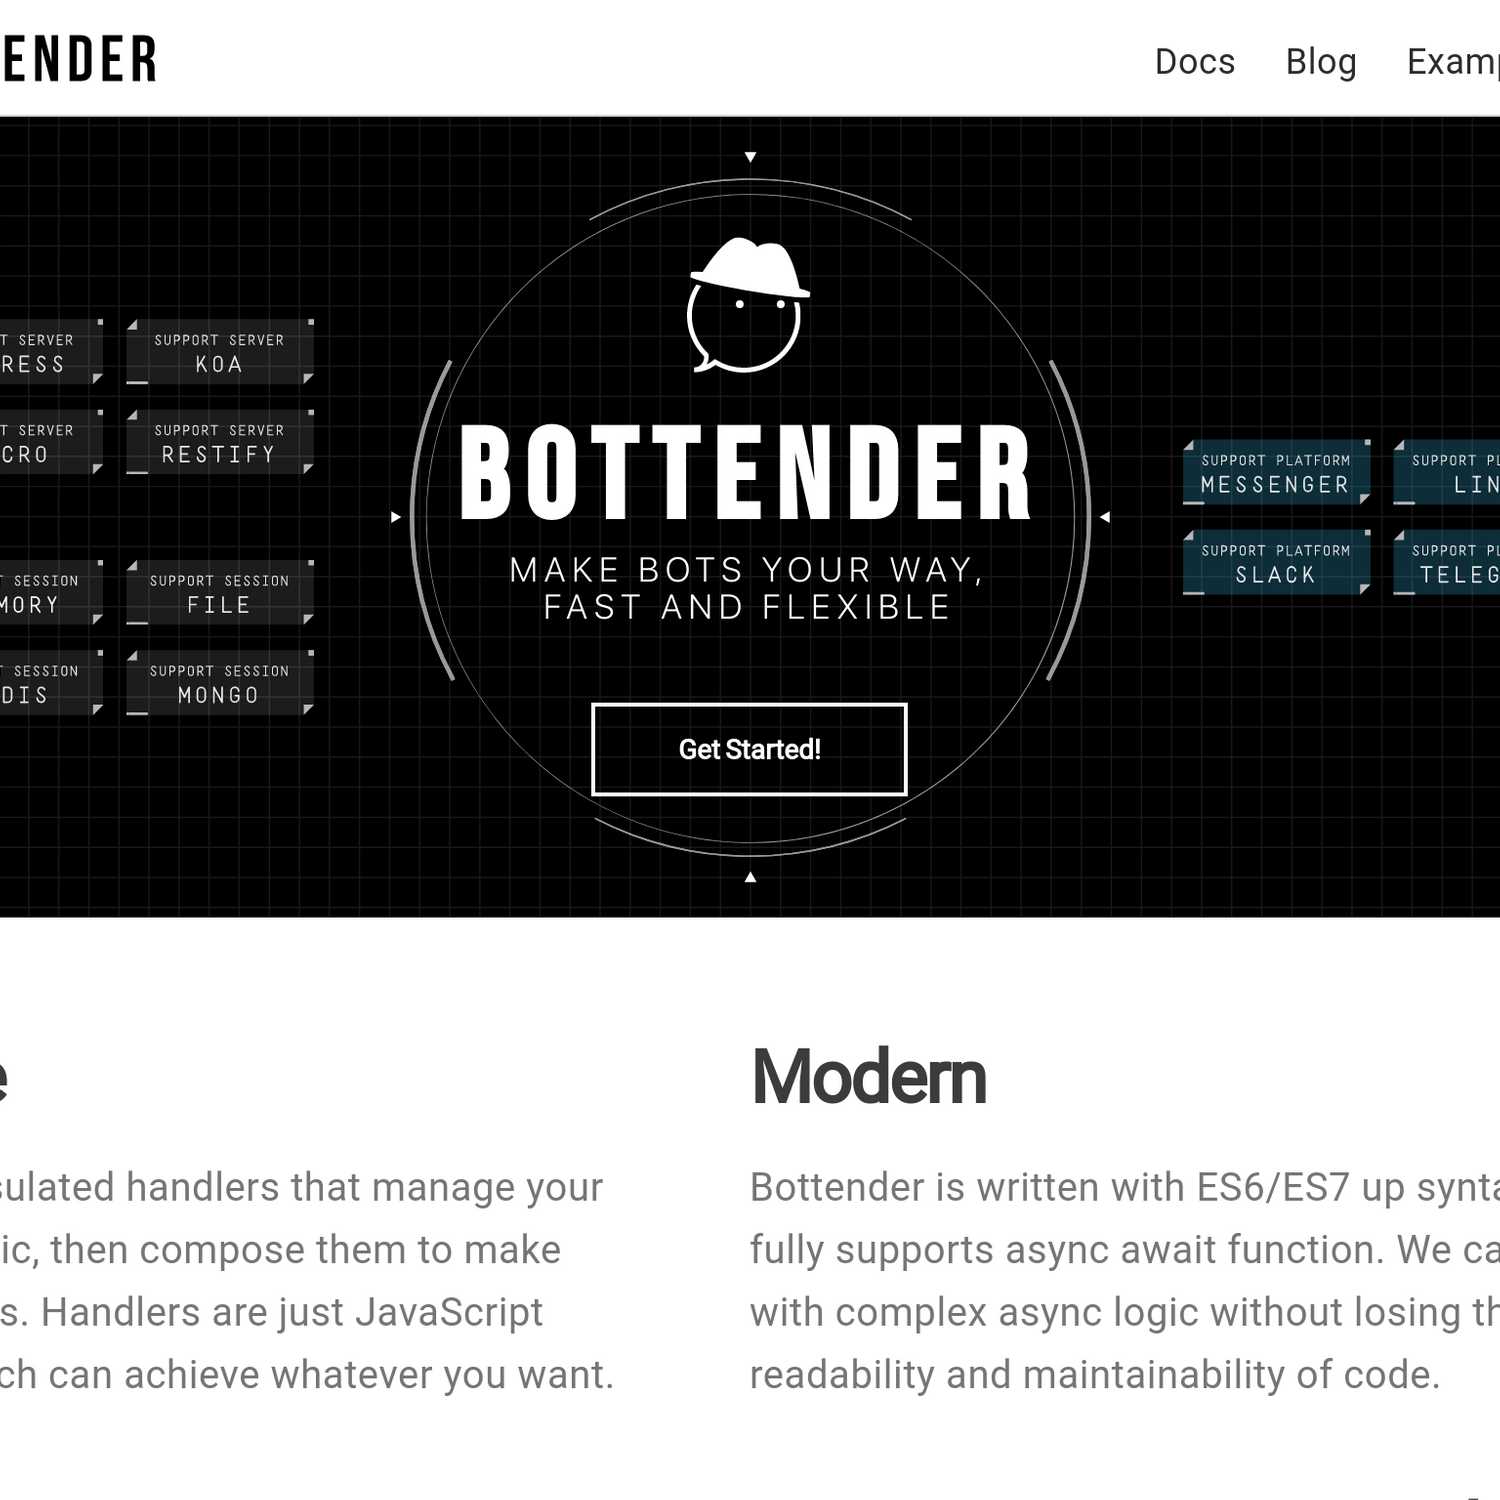 ENDER
Docs Blog Examp
SUPPORT SERVER
RESS
SUPPORT SERVER
KOA
SUPPORT SERVER
CRO
SUPPORT SERVER
RESTIFY
SUPPORT SESSION
MORY
SUPPORT SESSION
FILE
SUPPORT SESSION
DIS
SUPPORT SESSION
MONGO
BOTTENDER
MAKE BOTS YOUR WAY,
FAST AND FLEXIBLE
Get Started!
SUPPORT PLATFORM
MESSENGER
SUPPORT PL
LIN
SUPPORT PLATFORM
SLACK
SUPPORT PL
TELEG
e
sulated handlers that manage your
ic, then compose them to make
s. Handlers are just JavaScript
ch can achieve whatever you want.
Modern
Bottender is written with ES6/ES7 up synta
fully supports async await function. We ca
with complex async logic without losing th
readability and maintainability of code.